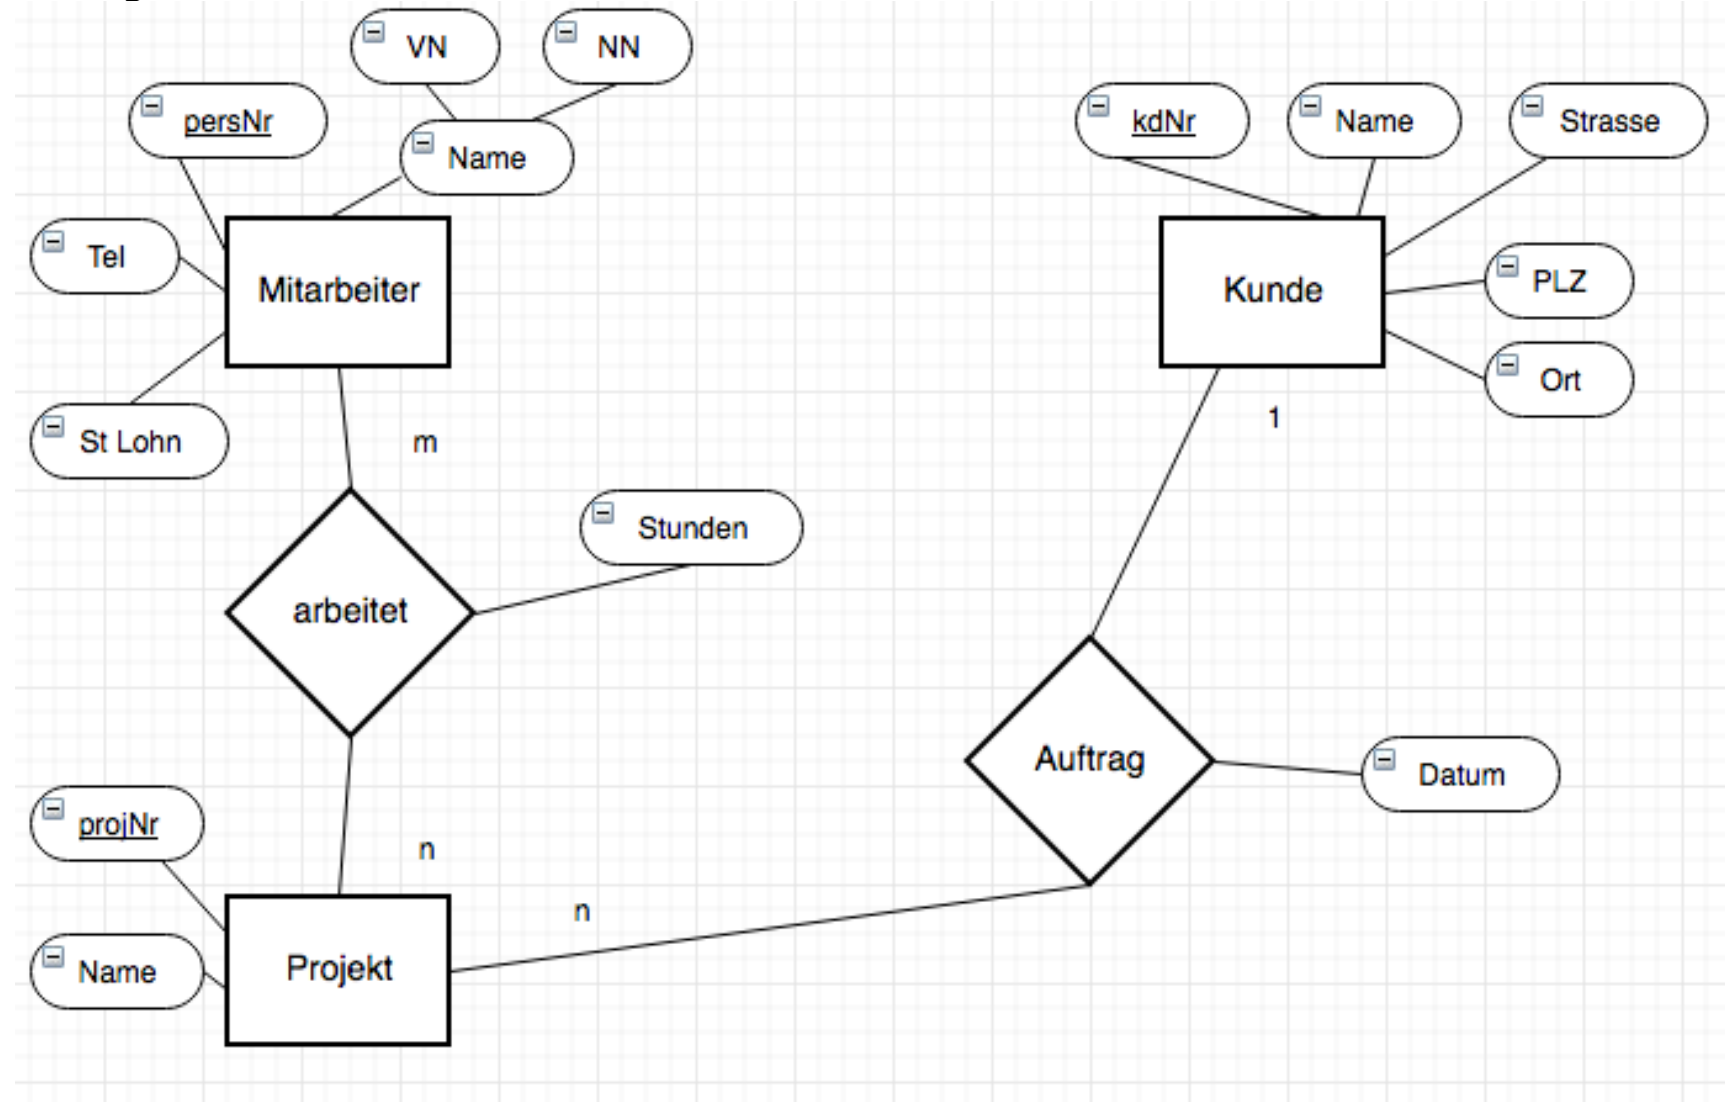 VN
NN
persNr
Name
kdNr
Name
Strasse
Tel
Mitarbeiter
Kunde
PLZ
Ort
St Lohn
m
1
Stunden
arbeitet
Auftrag
Datum
projNr
n
n
Name
Projekt